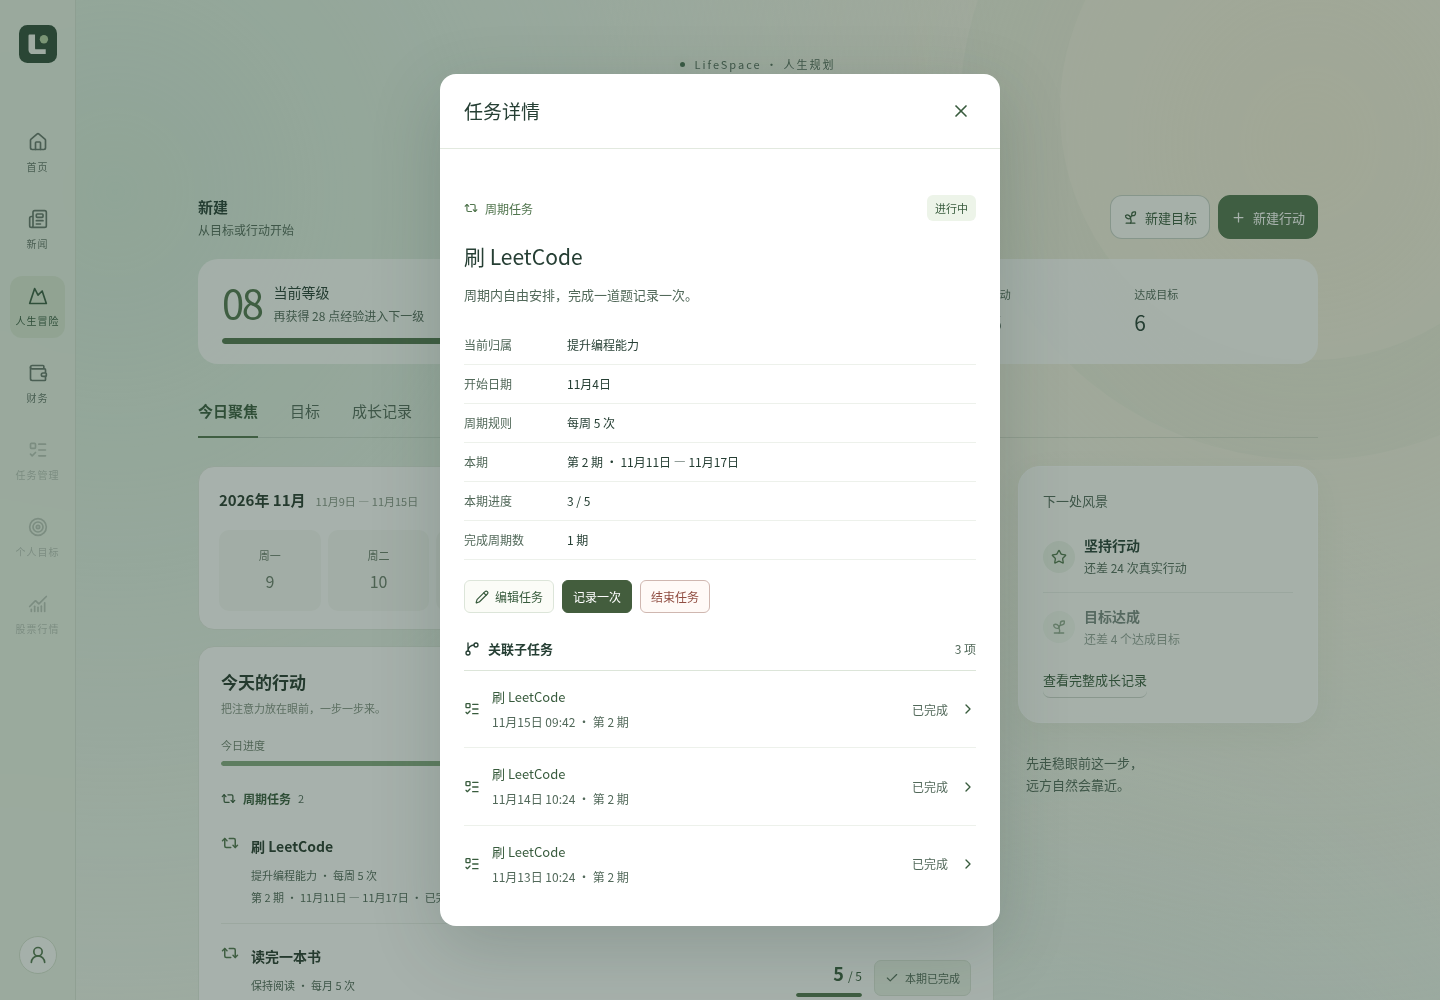 LifeSpace · 人生规划
首页
新闻
人生冒险
财务
任务管理
个人目标
股票行情
新建
从目标或行动开始
新建目标
新建行动
08
当前等级
再获得 28 点经验进入下一级
动
达成目标
6
今日聚焦
目标
成长记录
2026年 11月
11月9日 — 11月15日
周一
9
周二
10
今天的行动
把注意力放在眼前，一步一步来。
今日进度
周期任务 2
刷 LeetCode
提升编程能力 · 每周 5 次
第 2 期 · 11月11日 — 11月17日 · 已
读完一本书
保持阅读 · 每月 5 次
5 / 5
本期已完成
下一处风景
坚持行动
还差 24 次真实行动
目标达成
还差 4 个达成目标
查看完整成长记录
先走稳眼前这一步，
远方自然会靠近。
任务详情
周期任务
进行中
刷 LeetCode
周期内自由安排，完成一道题记录一次。
当前归属 提升编程能力
开始日期 11月4日
周期规则 每周 5 次
本期 第 2 期 · 11月11日 — 11月17日
本期进度 3 / 5
完成周期数 1 期
编辑任务
记录一次
结束任务
关联子任务
3 项
刷 LeetCode
11月15日 09:42 · 第 2 期
已完成
刷 LeetCode
11月14日 10:24 · 第 2 期
已完成
刷 LeetCode
11月13日 10:24 · 第 2 期
已完成